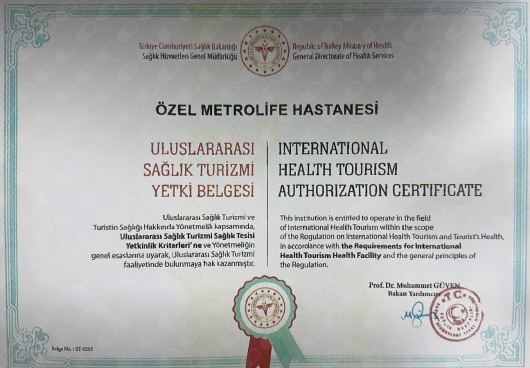 Türkiye Cumhuriyeti Sağlık Bakanlığı
Sağlık Hizmetleri Genel Müdürlüğü
Republic of Turkey Ministry of Health
General Directorate of Health Services
ÖZEL METROLİFE HASTANESİ
ULUSLARARASI
SAĞLIK TURİZMİ
YETKİ BELGESİ
INTERNATIONAL
HEALTH TOURISM
AUTHORIZATION CERTIFICATE
Uluslararası Sağlık Turizmi ve
Turistin Sağlığı Hakkında Yönetmelik kapsamında,
Uluslararası Sağlık Turizmi Sağlık Tesisi
Yetkinlik Kriterleri'ne ve Yönetmeliğin
genel esaslarına uyarak, Uluslararası Sağlık Turizmi
faaliyetinde bulunmaya hak kazanmıştır.
This institution is entitled to operate in the field
of International Health Tourism within the scope
of the Regulation on International Health Tourism and Tourist's Health,
in accordance with the Requirements for International
Health Tourism Health Facility and the general principles of
the Regulation.
Prof. Dr. Muhammet GÜVEN
Bakan Yardımcısı
T.C.
Belge No :